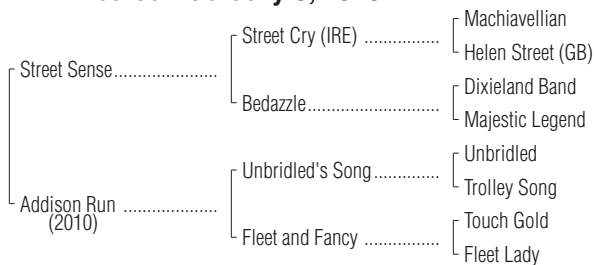 Machiavellian
Street Cry (IRE) ................
Helen Street (GB)
Street Sense......................
Dixieland Band
Bedazzle............................
Majestic Legend
Unbridled
Unbridled's Song..............
Trolley Song
Addison Run ....................
(2010)
Touch Gold
Fleet and Fancy ................
Fleet Lady